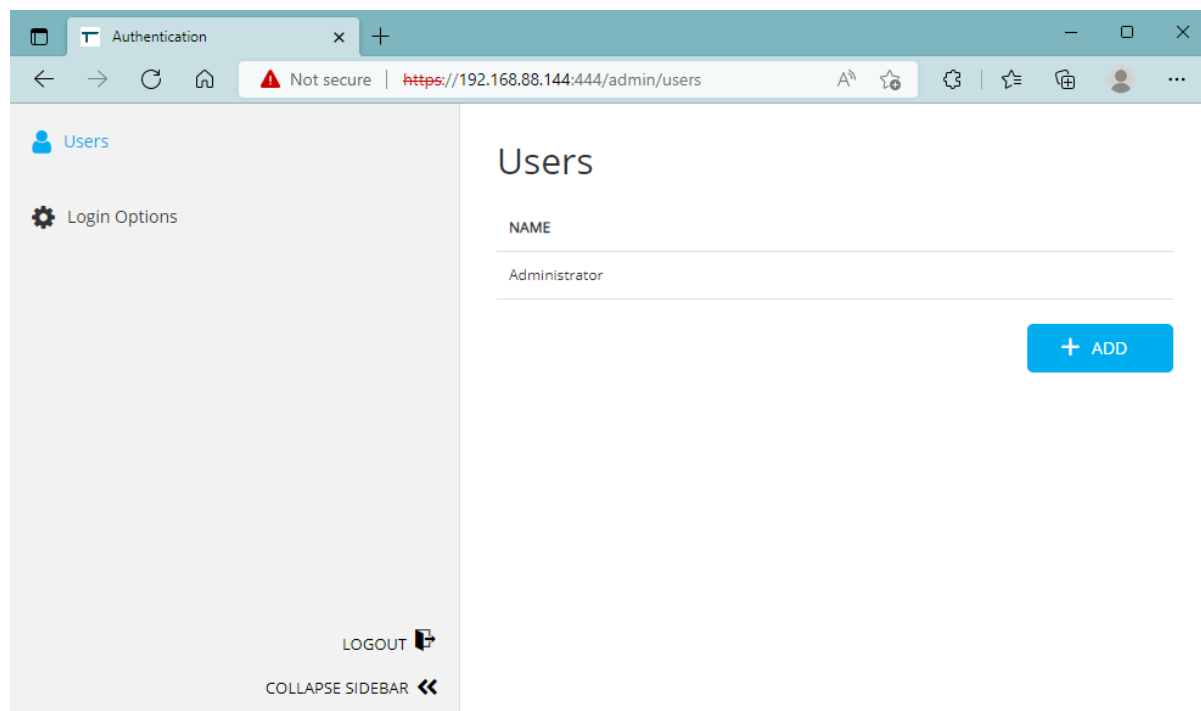 Authentication
Not secure | https://192.168.88.144:444/admin/users
Users
Login Options
Users
NAME
Administrator
+ ADD
LOGOUT
COLLAPSE SIDEBAR